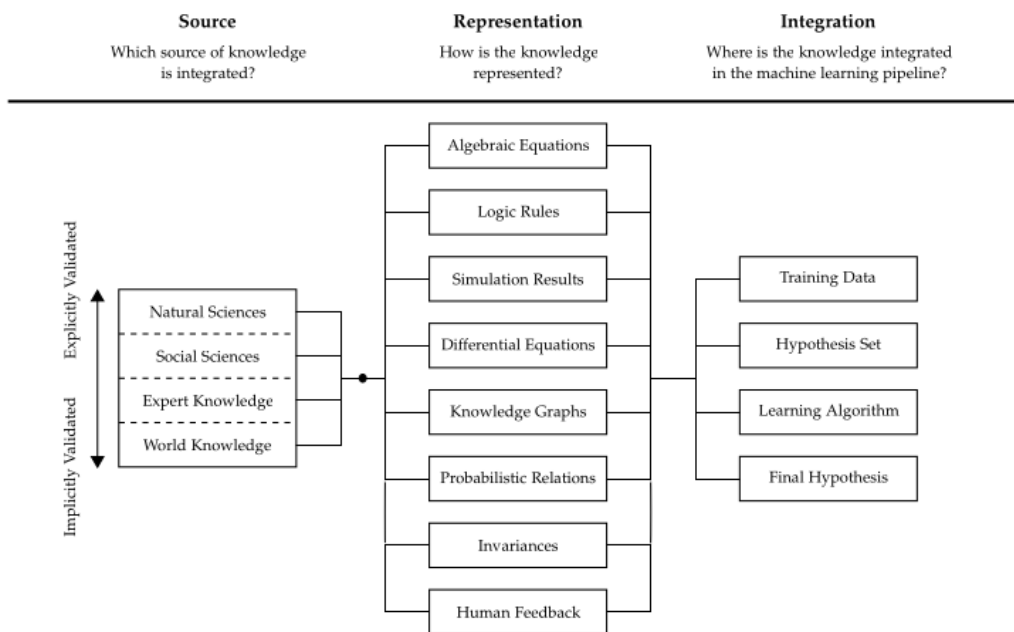 Source
Which source of knowledge
is integrated?
Representation
How is the knowledge
represented?
Integration
Where is the knowledge integrated
in the machine learning pipeline?
Explicitly Validated
Implicitly Validated
Natural Sciences
Social Sciences
Expert Knowledge
World Knowledge
Algebraic Equations
Logic Rules
Simulation Results
Differential Equations
Knowledge Graphs
Probabilistic Relations
Invariances
Human Feedback
Training Data
Hypothesis Set
Learning Algorithm
Final Hypothesis